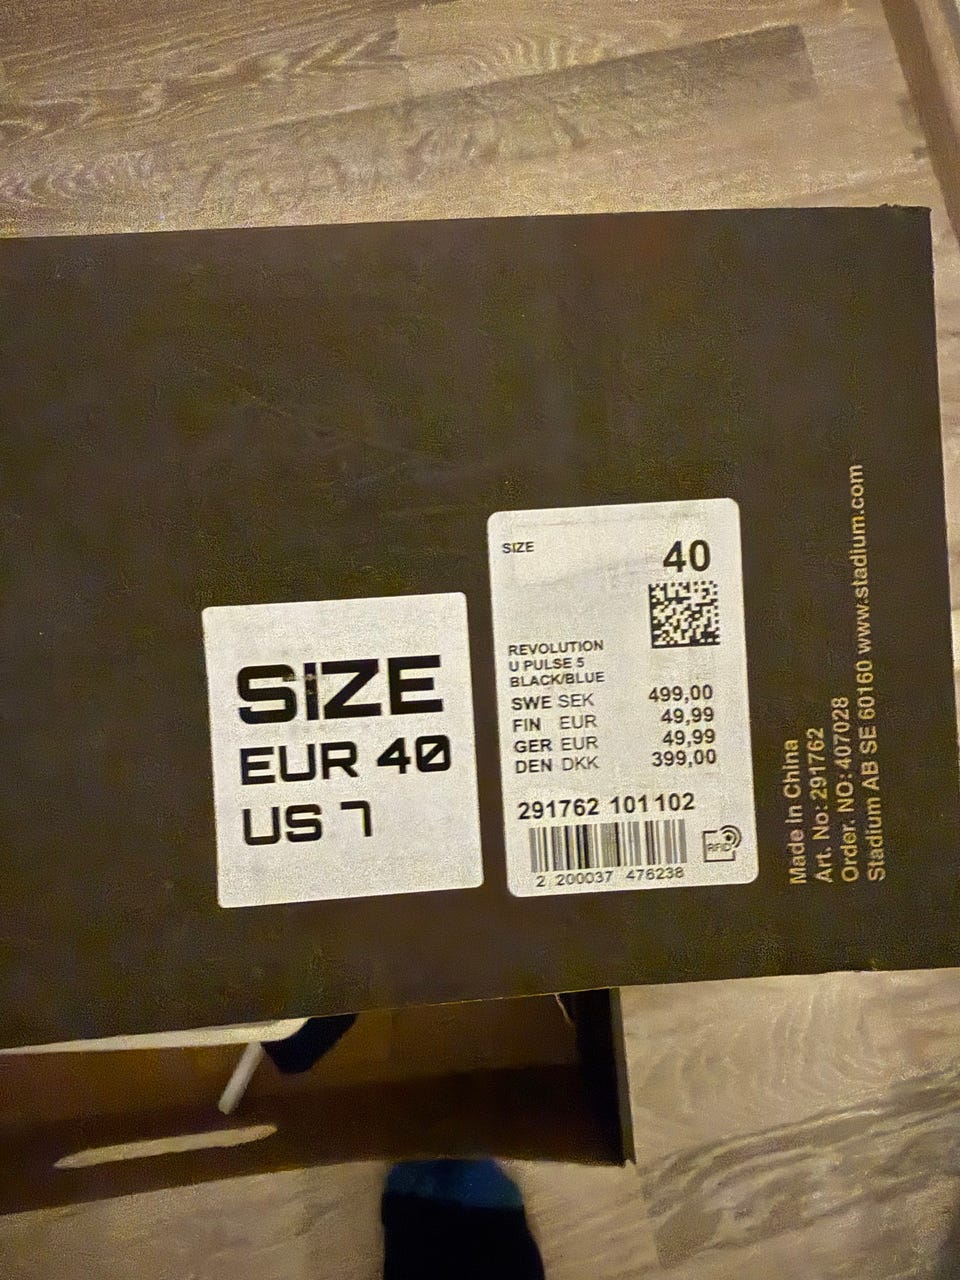 SIZE
EUR 40
US 7
SIZE
40
REVOLUTION
U PULSE 5
BLACK/BLUE
SWE SEK 499,00
FIN EUR 49,99
GER EUR 49,99
DEN DKK 399,00
291762 101 102
2 200037 476238
RFID
Made In China
Art. No: 291762
Order. NO: 407028
Stadium AB SE 60160 www.stadium.com